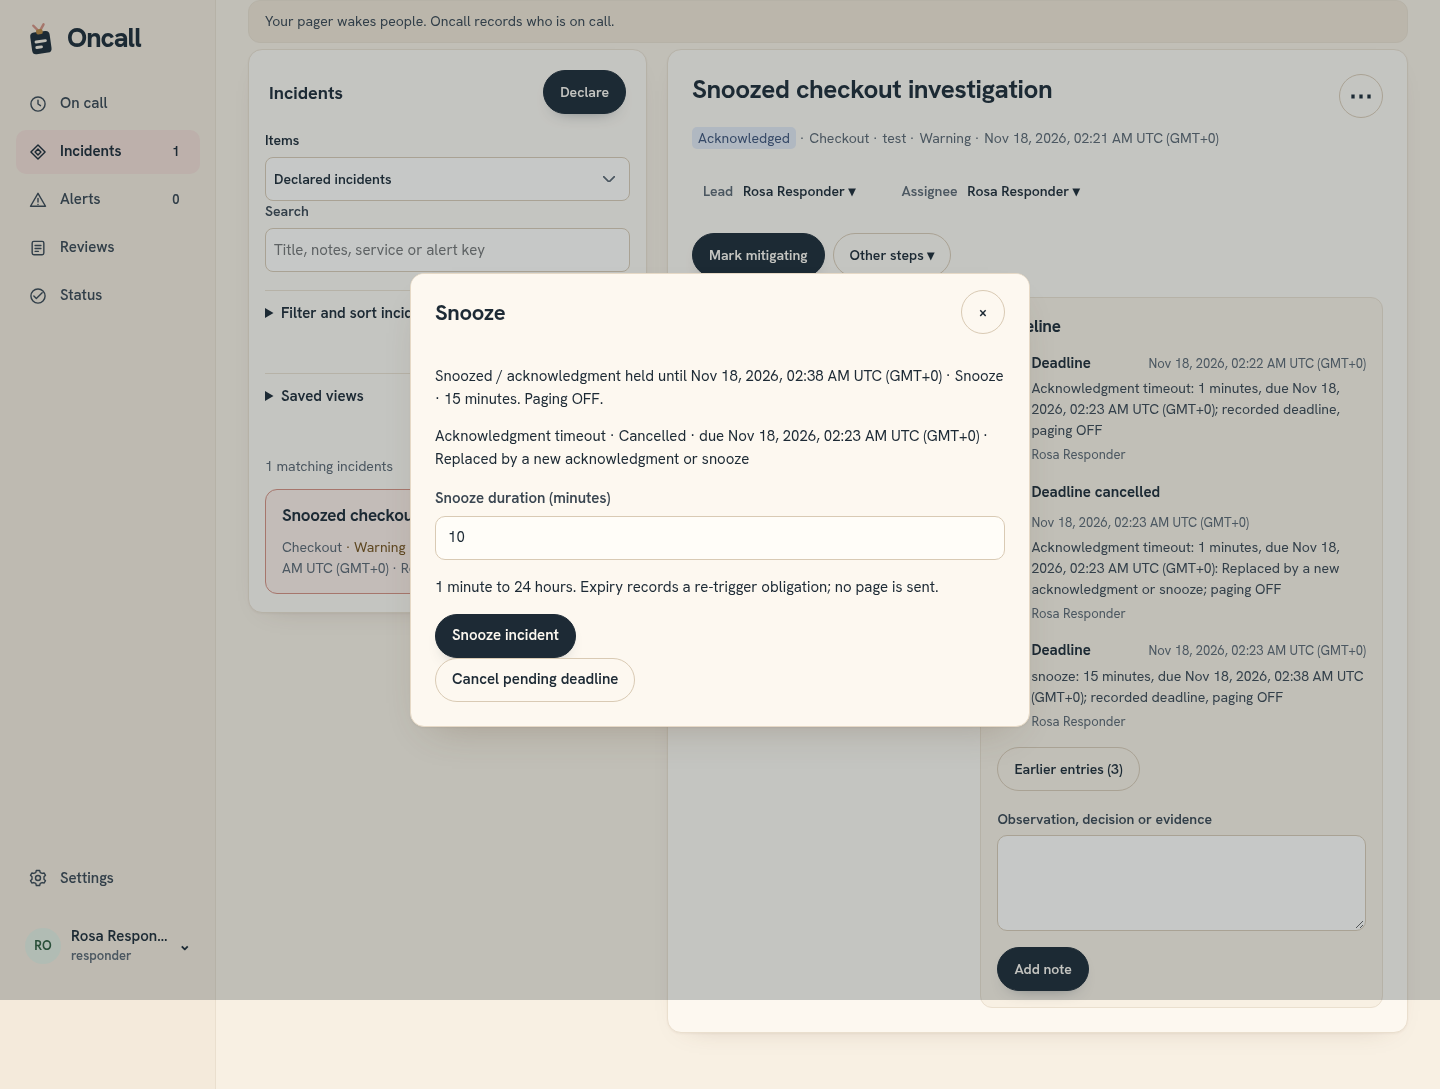 Oncall
On call
Incidents 1
Alerts 0
Reviews
Status
Settings
RO
Rosa Respon...
responder
Your pager wakes people. Oncall records who is on call.
Incidents
Declare
Items
Declared incidents
Search
Title, notes, service or alert key
Filter and sort incid
Saved views
1 matching incidents
Snoozed checkou
Checkout · Warning
AM UTC (GMT+0) · R
Snoozed checkout investigation
Acknowledged · Checkout · test · Warning · Nov 18, 2026, 02:21 AM UTC (GMT+0)
Lead Rosa Responder ▾
Assignee Rosa Responder ▾
Mark mitigating
Other steps ▾
Snooze
×
Snoozed / acknowledgment held until Nov 18, 2026, 02:38 AM UTC (GMT+0) · Snooze
· 15 minutes. Paging OFF.
Acknowledgment timeout · Cancelled · due Nov 18, 2026, 02:23 AM UTC (GMT+0) ·
Replaced by a new acknowledgment or snooze
Snooze duration (minutes)
10
1 minute to 24 hours. Expiry records a re-trigger obligation; no page is sent.
Snooze incident
Cancel pending deadline
eline
Deadline Nov 18, 2026, 02:22 AM UTC (GMT+0)
Acknowledgment timeout: 1 minutes, due Nov 18,
2026, 02:23 AM UTC (GMT+0); recorded deadline,
paging OFF
Rosa Responder
Deadline cancelled
Nov 18, 2026, 02:23 AM UTC (GMT+0)
Acknowledgment timeout: 1 minutes, due Nov 18,
2026, 02:23 AM UTC (GMT+0): Replaced by a new
acknowledgment or snooze; paging OFF
Rosa Responder
Deadline Nov 18, 2026, 02:23 AM UTC (GMT+0)
snooze: 15 minutes, due Nov 18, 2026, 02:38 AM UTC
(GMT+0); recorded deadline, paging OFF
Rosa Responder
Earlier entries (3)
Observation, decision or evidence
Add note